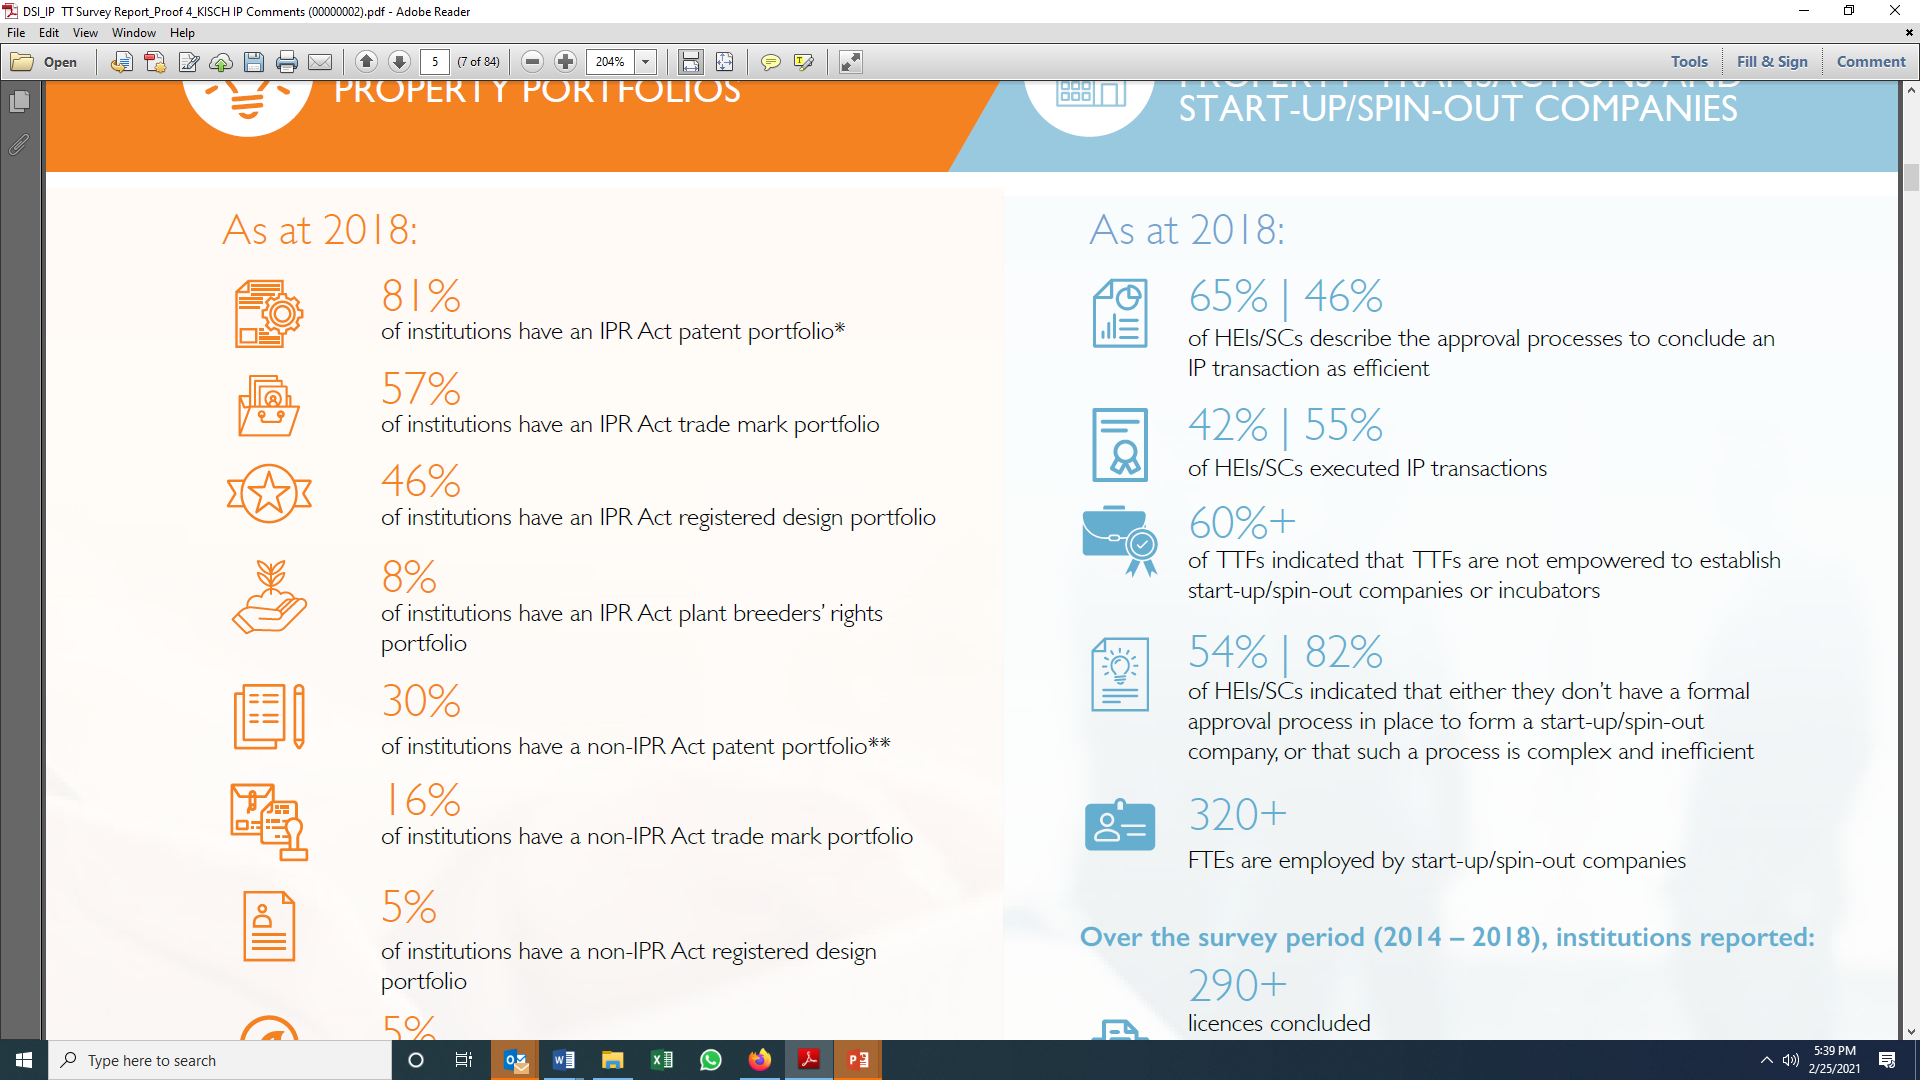 DSI_IP  TT Survey Report_Proof 4_KISCH IP Comments (00000002).pdf - Adobe Reader
File Edit View Window Help
Open 5 (7 of 84) 204% Tools Fill & Sign Comment
PROPERTY PORTFOLIOS
As at 2018:
81%
of institutions have an IPR Act patent portfolio*
57%
of institutions have an IPR Act trade mark portfolio
46%
of institutions have an IPR Act registered design portfolio
8%
of institutions have an IPR Act plant breeders’ rights
portfolio
30%
of institutions have a non-IPR Act patent portfolio**
16%
of institutions have a non-IPR Act trade mark portfolio
5%
of institutions have a non-IPR Act registered design
portfolio
5%
PROPERTY TRANSACTIONS AND
START-UP/SPIN-OUT COMPANIES
As at 2018:
65% | 46%
of HEIs/SCs describe the approval processes to conclude an
IP transaction as efficient
42% | 55%
of HEIs/SCs executed IP transactions
60%+
of TTFs indicated that TTFs are not empowered to establish
start-up/spin-out companies or incubators
54% | 82%
of HEIs/SCs indicated that either they don’t have a formal
approval process in place to form a start-up/spin-out
company, or that such a process is complex and inefficient
320+
FTEs are employed by start-up/spin-out companies
Over the survey period (2014 – 2018), institutions reported:
290+
licences concluded
Type here to search
5:39 PM
2/25/2021